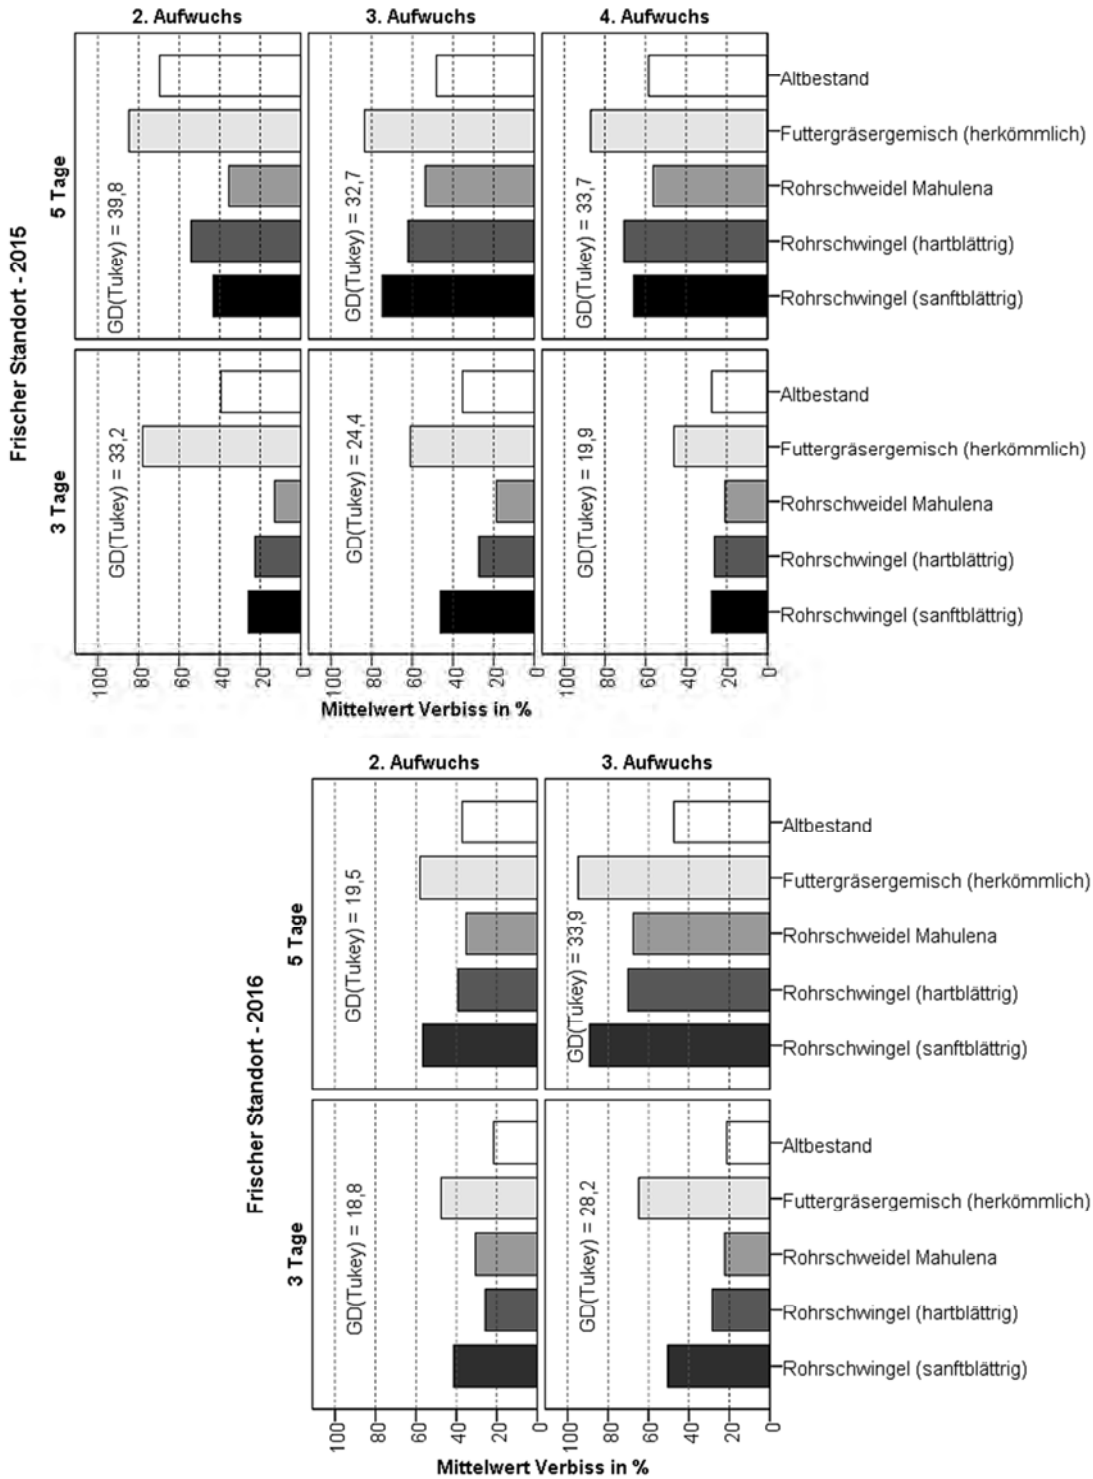 Frischer Standort - 2015
2. Aufwuchs
3. Aufwuchs
4. Aufwuchs
5 Tage
GD(Tukey) = 39,8
GD(Tukey) = 32,7
GD(Tukey) = 33,7
Altbestand
Futtergräsergemisch (herkömmlich)
Rohrschweidel Mahulena
Rohrschwingel (hartblättrig)
Rohrschwingel (sanftblättrig)
3 Tage
GD(Tukey) = 33,2
GD(Tukey) = 24,4
GD(Tukey) = 19,9
Altbestand
Futtergräsergemisch (herkömmlich)
Rohrschweidel Mahulena
Rohrschwingel (hartblättrig)
Rohrschwingel (sanftblättrig)
100 80 60 40 20 0
100 80 60 40 20 0
100 80 60 40 20 0
Mittelwert Verbiss in %
Frischer Standort - 2016
2. Aufwuchs
3. Aufwuchs
5 Tage
GD(Tukey) = 19,5
GD(Tukey) = 33,9
Altbestand
Futtergräsergemisch (herkömmlich)
Rohrschweidel Mahulena
Rohrschwingel (hartblättrig)
Rohrschwingel (sanftblättrig)
3 Tage
GD(Tukey) = 18,8
GD(Tukey) = 28,2
Altbestand
Futtergräsergemisch (herkömmlich)
Rohrschweidel Mahulena
Rohrschwingel (hartblättrig)
Rohrschwingel (sanftblättrig)
100 80 60 40 20 0
100 80 60 40 20 0
Mittelwert Verbiss in %